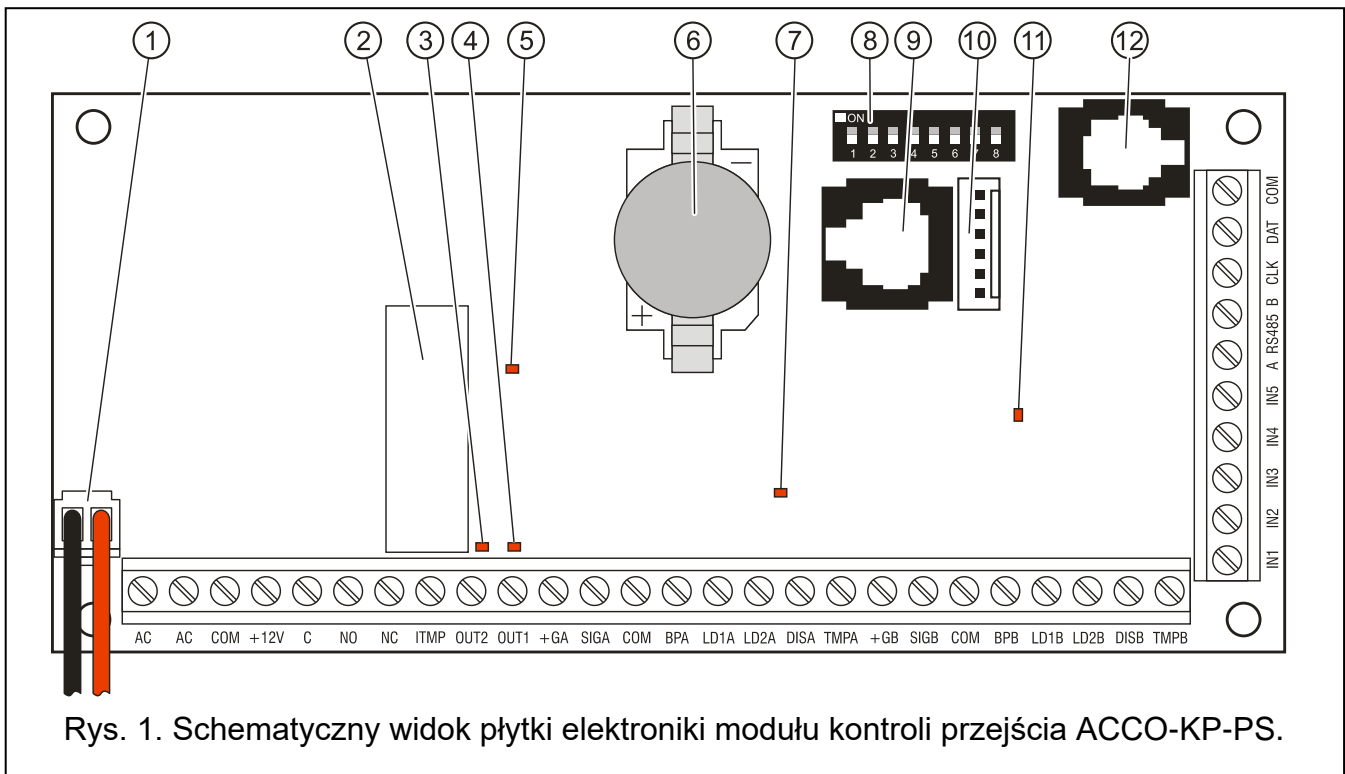 1 2 3 4 5 6 7 8 9 10 11 12
ON
1 2 3 4 5 6 7 8
− +
COM
DAT
CLK
B
RS485
A
IN5
IN4
IN3
IN2
IN1
AC AC COM +12V C NO NC ITMP OUT2 OUT1 +GA SIGA COM BPA LD1A LD2A DISA TMPA +GB SIGB COM BPB LD1B LD2B DISB TMPB
Rys. 1. Schematyczny widok płytki elektroniki modułu kontroli przejścia ACCO-KP-PS.